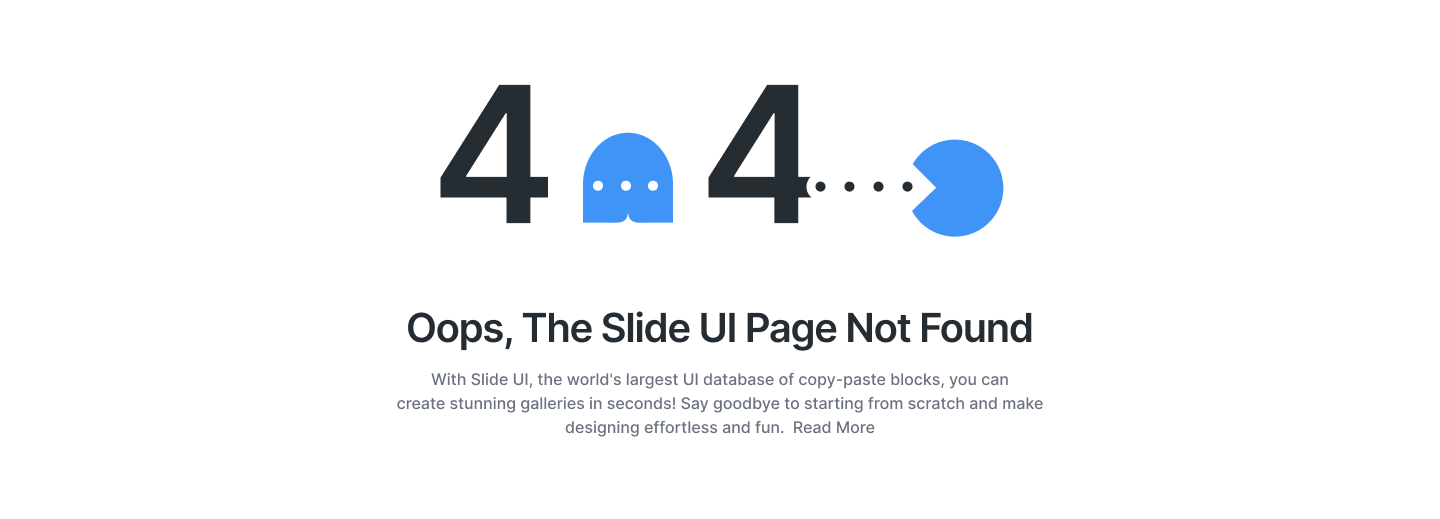 4 4
Oops, The Slide UI Page Not Found
With Slide UI, the world's largest UI database of copy-paste blocks, you can
create stunning galleries in seconds! Say goodbye to starting from scratch and make
designing effortless and fun. Read More